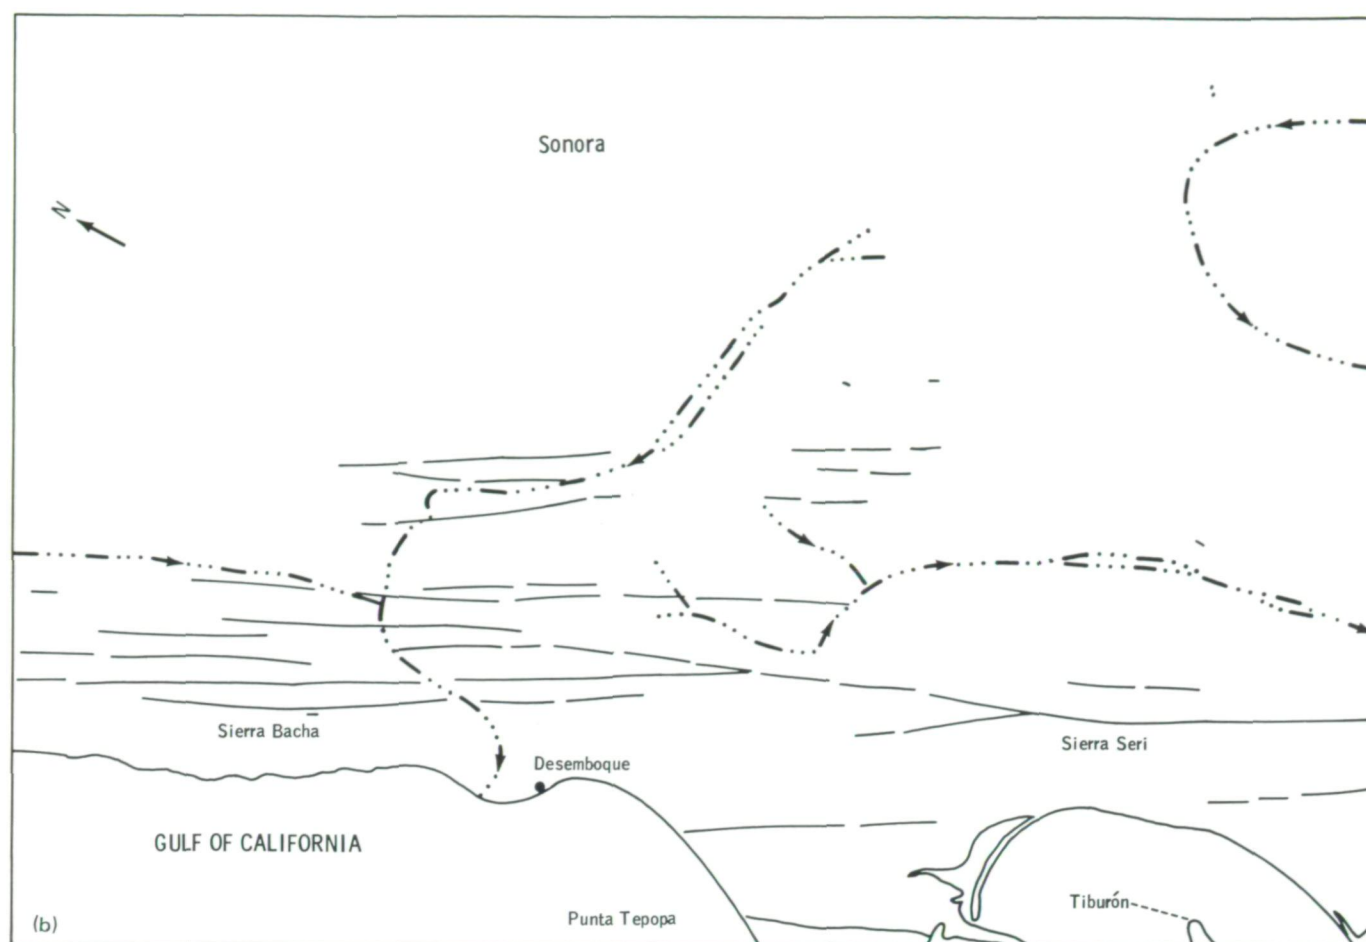 Sonora
N
Sierra Bacha
Desemboque
Sierra Seri
GULF OF CALIFORNIA
Tiburón
Punta Tepopa
(b)